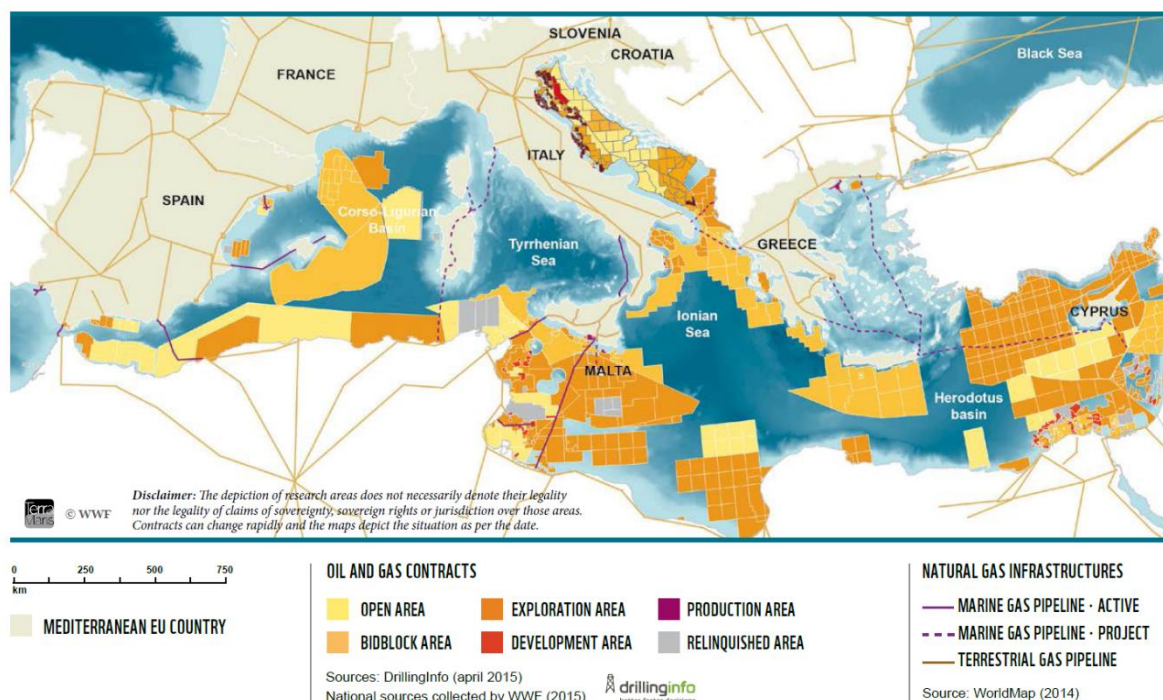 SLOVENIA
CROATIA
FRANCE
Black Sea
ITALY
SPAIN
Corso-Ligurian
Basin
Tyrrhenian
Sea
GREECE
Ionian
Sea
CYPRUS
MALTA
Herodotus
basin
Terra
Maris
© WWF
Disclaimer: The depiction of research areas does not necessarily denote their legality
nor the legality of claims of sovereignty, sovereign rights or jurisdiction over those areas.
Contracts can change rapidly and the maps depict the situation as per the date.
0 250 500 750
km
MEDITERRANEAN EU COUNTRY
OIL AND GAS CONTRACTS
OPEN AREA
EXPLORATION AREA
PRODUCTION AREA
BIDBLOCK AREA
DEVELOPMENT AREA
RELINQUISHED AREA
Sources: DrillingInfo (april 2015)
National sources collected by WWF (2015)
drillinginfo
NATURAL GAS INFRASTRUCTURES
MARINE GAS PIPELINE · ACTIVE
MARINE GAS PIPELINE · PROJECT
TERRESTRIAL GAS PIPELINE
Source: WorldMap (2014)